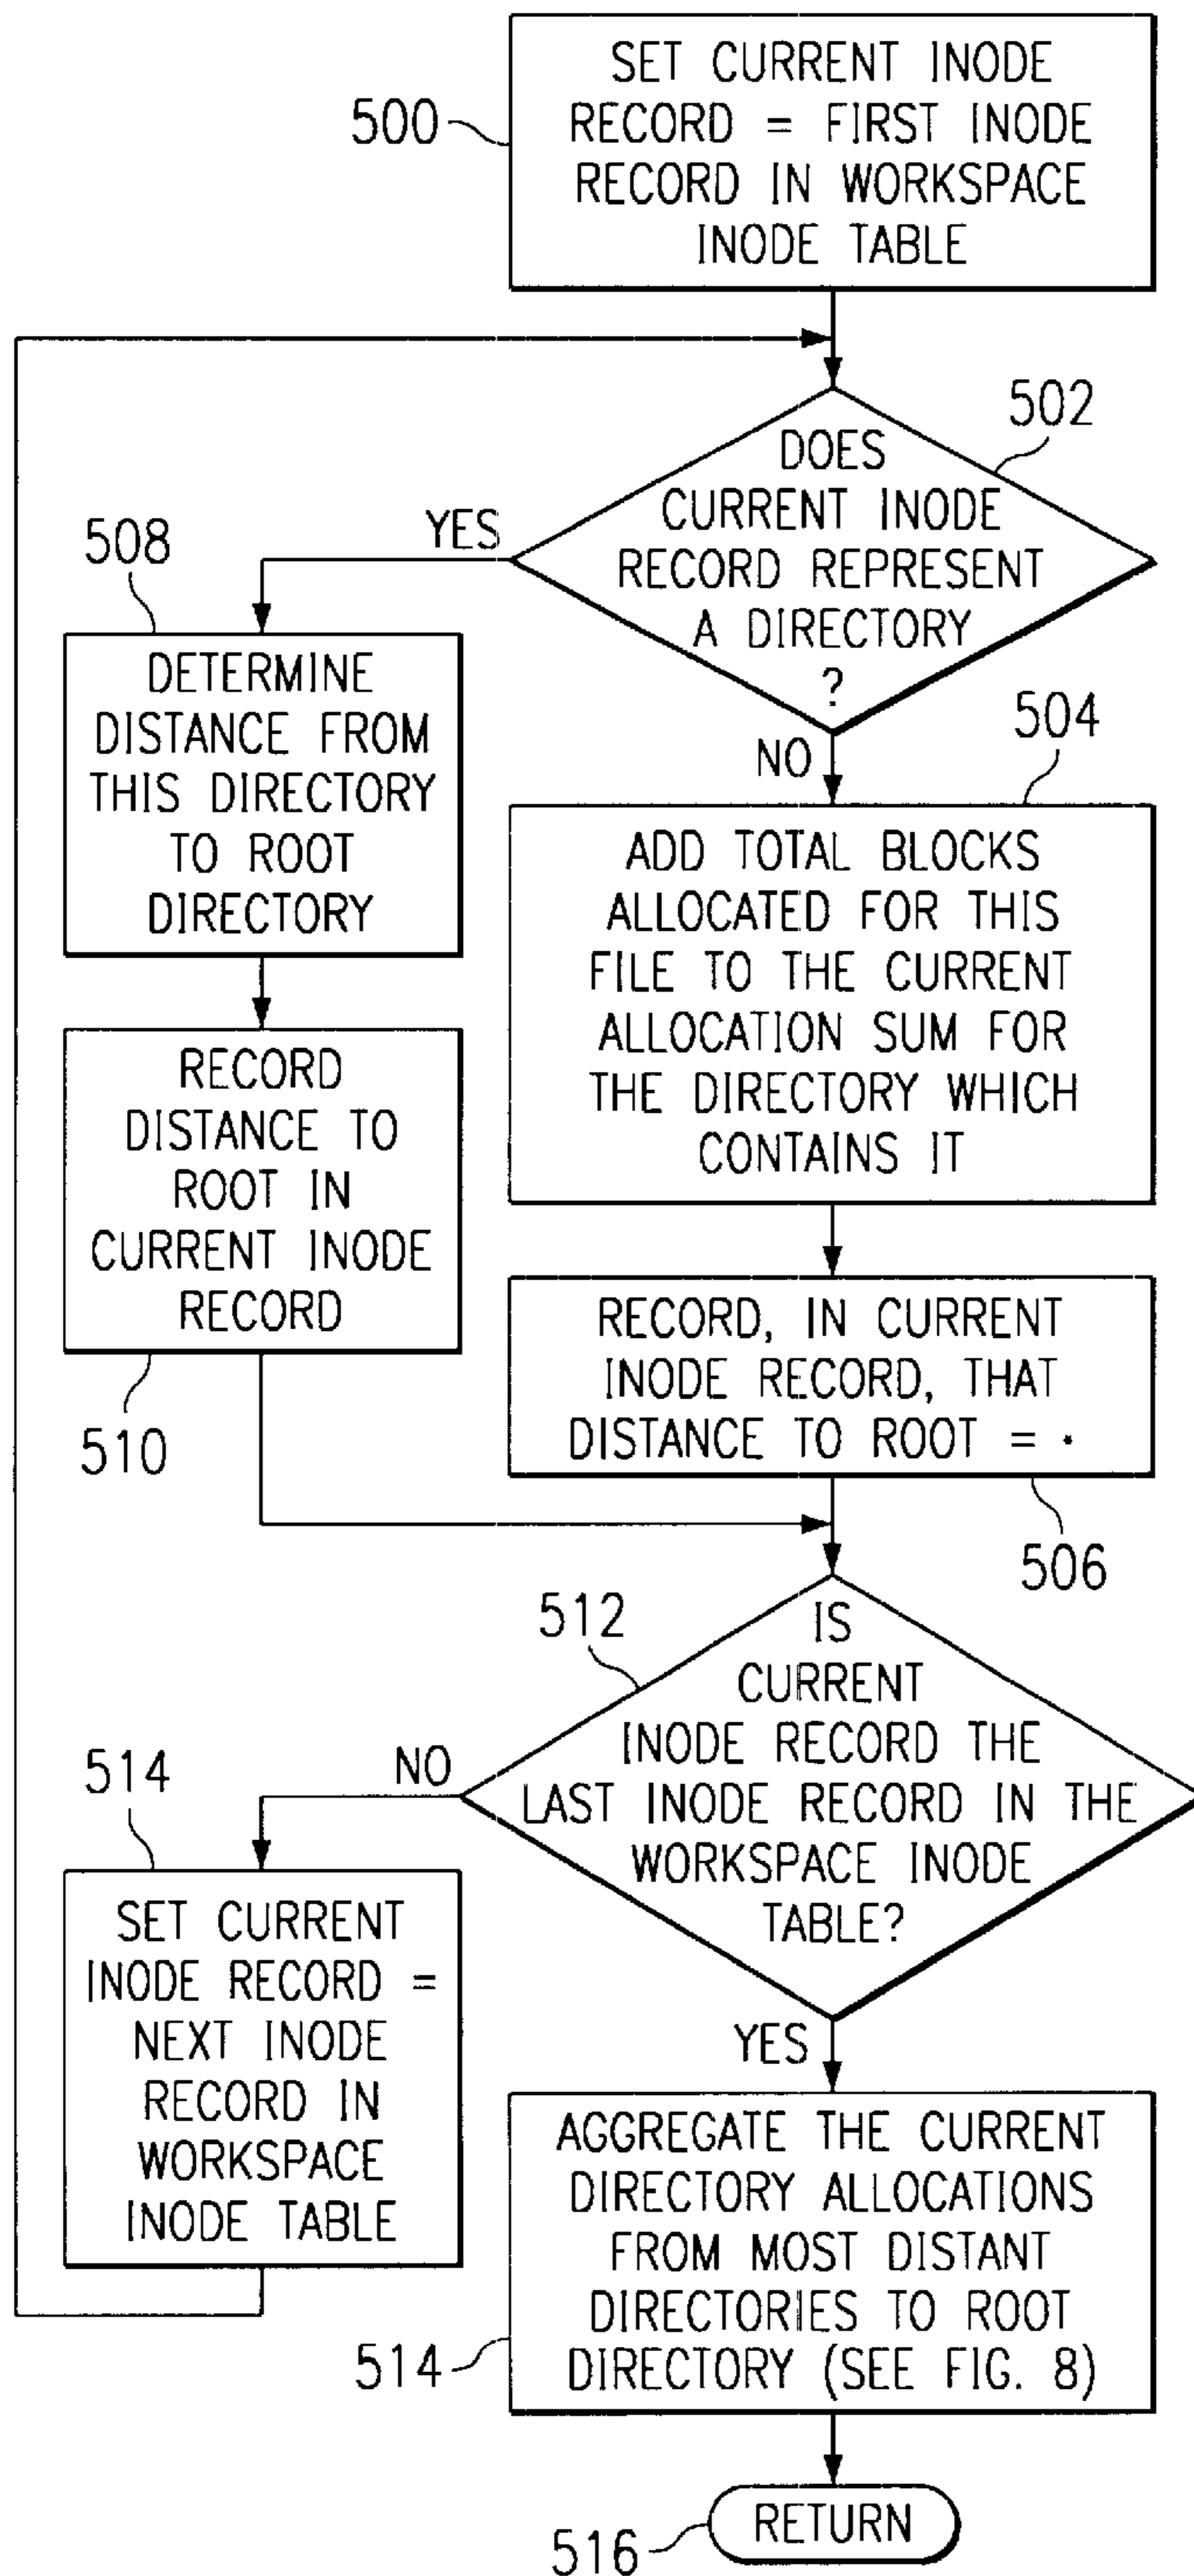 500
SET CURRENT INODE
RECORD = FIRST INODE
RECORD IN WORKSPACE
INODE TABLE
502
DOES
CURRENT INODE
RECORD REPRESENT
A DIRECTORY
?
YES
NO
508
DETERMINE
DISTANCE FROM
THIS DIRECTORY
TO ROOT
DIRECTORY
504
ADD TOTAL BLOCKS
ALLOCATED FOR THIS
FILE TO THE CURRENT
ALLOCATION SUM FOR
THE DIRECTORY WHICH
CONTAINS IT
RECORD
DISTANCE TO
ROOT IN
CURRENT INODE
RECORD
510
RECORD, IN CURRENT
INODE RECORD, THAT
DISTANCE TO ROOT = •
506
512
IS
CURRENT
INODE RECORD THE
LAST INODE RECORD IN THE
WORKSPACE INODE
TABLE?
NO
YES
514
SET CURRENT
INODE RECORD =
NEXT INODE
RECORD IN
WORKSPACE
INODE TABLE
AGGREGATE THE CURRENT
DIRECTORY ALLOCATIONS
FROM MOST DISTANT
DIRECTORIES TO ROOT
DIRECTORY (SEE FIG. 8)
514
RETURN
516